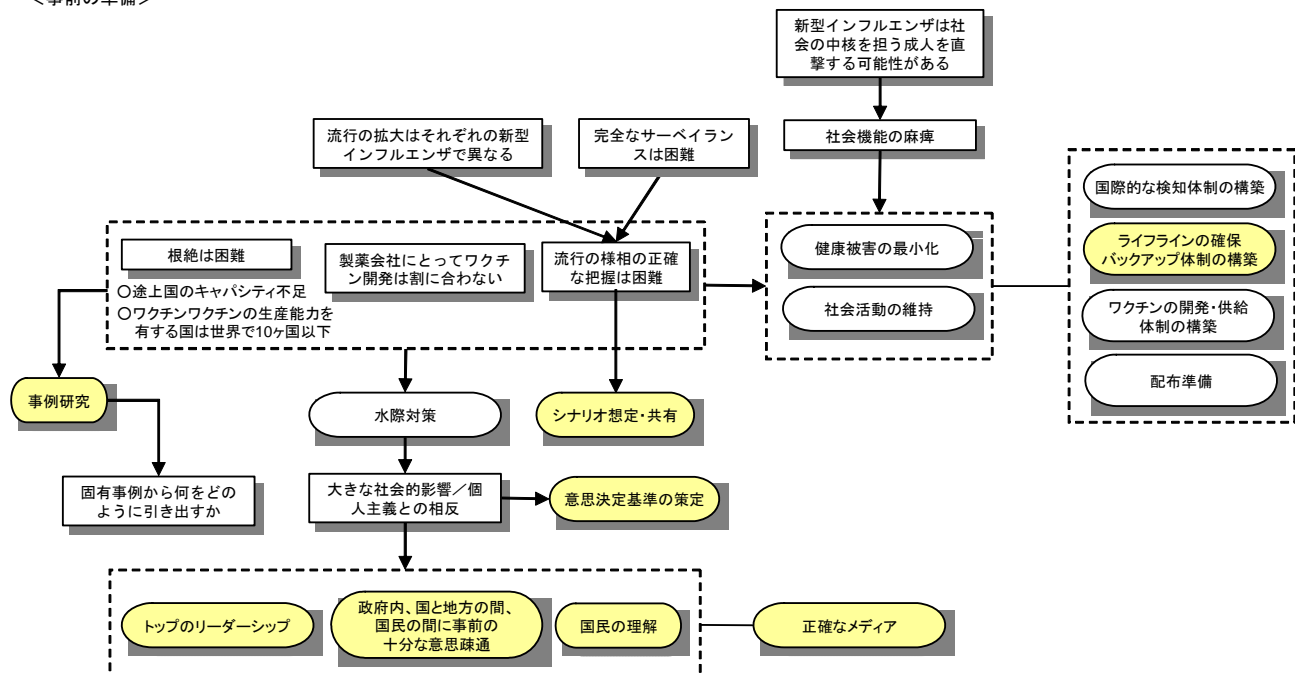 ＜事前の準備＞
新型インフルエンザは社
会の中核を担う成人を直
撃する可能性がある
流行の拡大はそれぞれの新型
インフルエンザで異なる
完全なサーベイラン
スは困難
社会機能の麻痺
国際的な検知体制の構築
ライフラインの確保
バックアップ体制の構築
ワクチンの開発・供給
体制の構築
配布準備
健康被害の最小化
社会活動の維持
根絶は困難
製薬会社にとってワクチ
ン開発は割に合わない
流行の様相の正確
な把握は困難
○途上国のキャパシティ不足
○ワクチンワクチンの生産能力を
有する国は世界で10ヶ国以下
事例研究
水際対策
シナリオ想定・共有
固有事例から何をどの
ように引き出すか
大きな社会的影響／個
人主義との相反
意思決定基準の策定
トップのリーダーシップ
政府内、国と地方の間、
国民の間に事前の
十分な意思疎通
国民の理解
正確なメディア